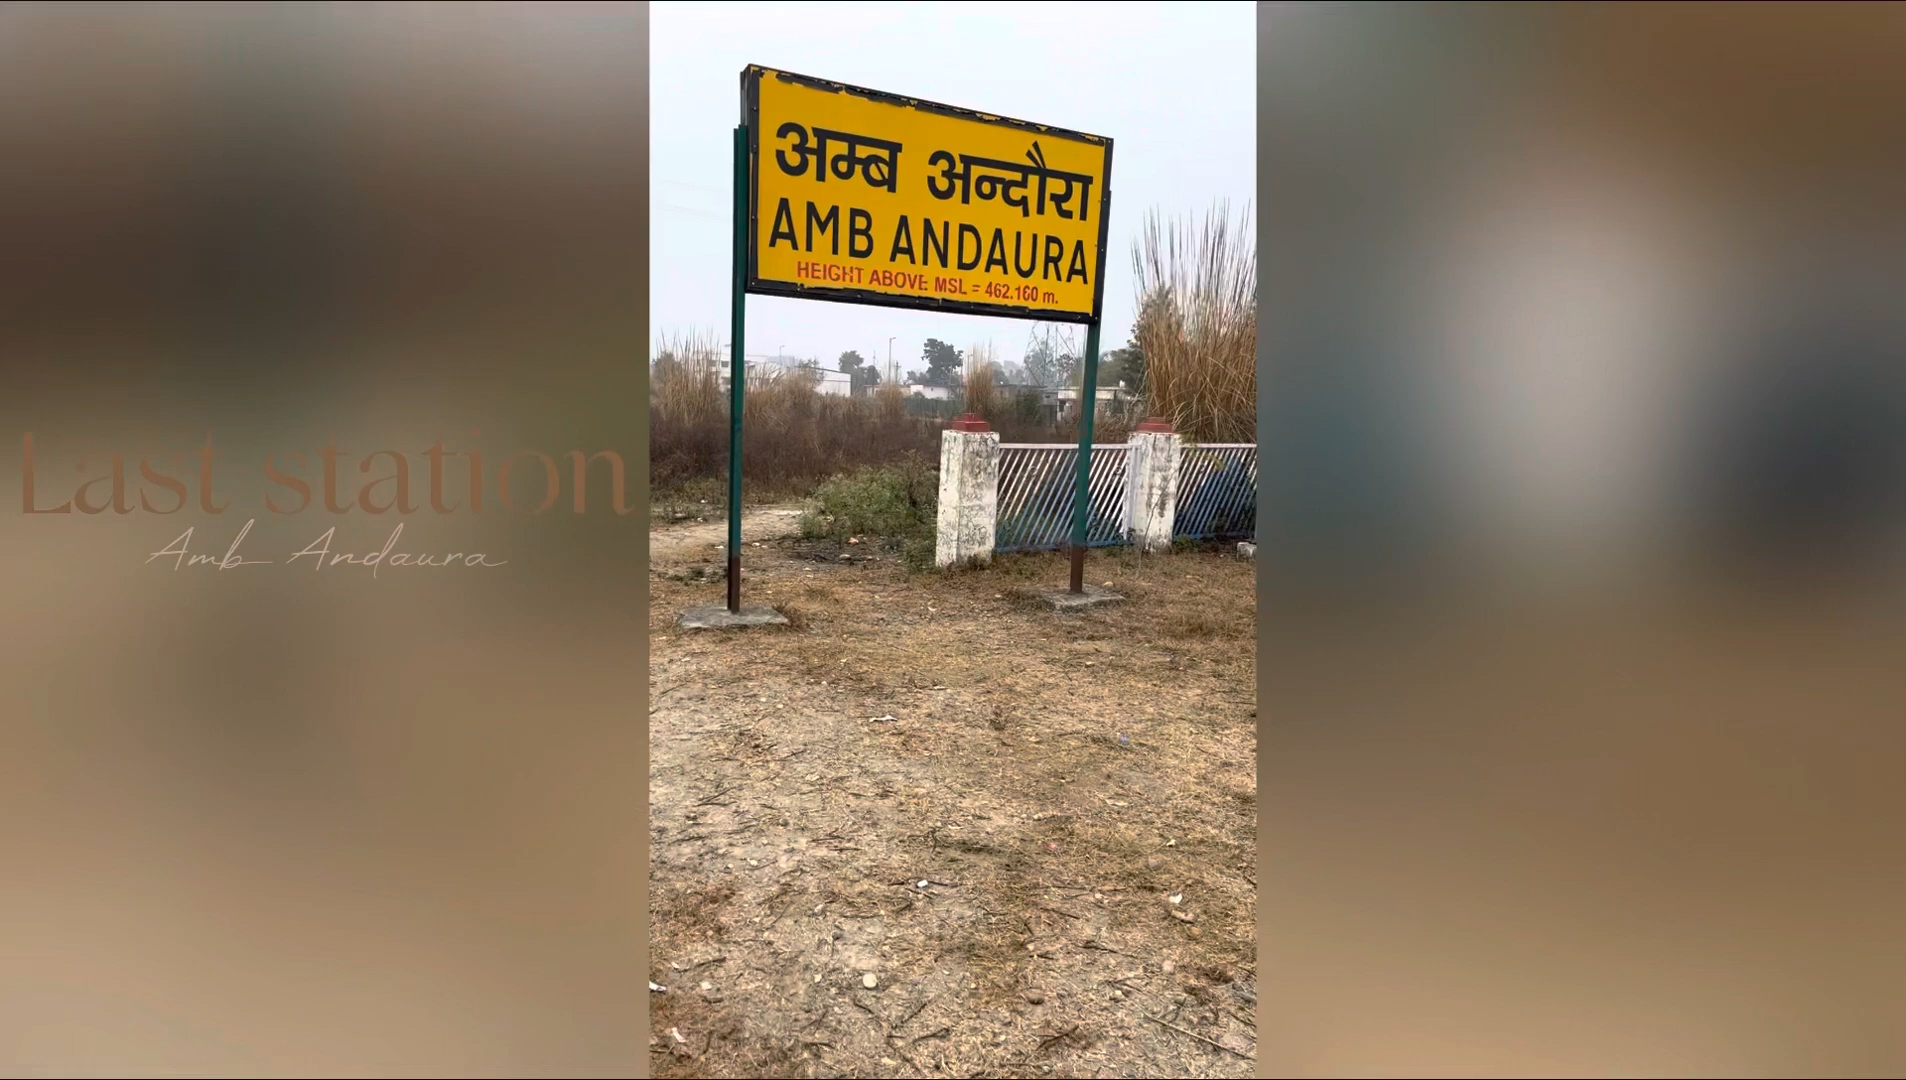 Last station
Amb Andaura
अम्ब अन्दौरा
AMB ANDAURA
HEIGHT ABOVE MSL = 462.160 m.